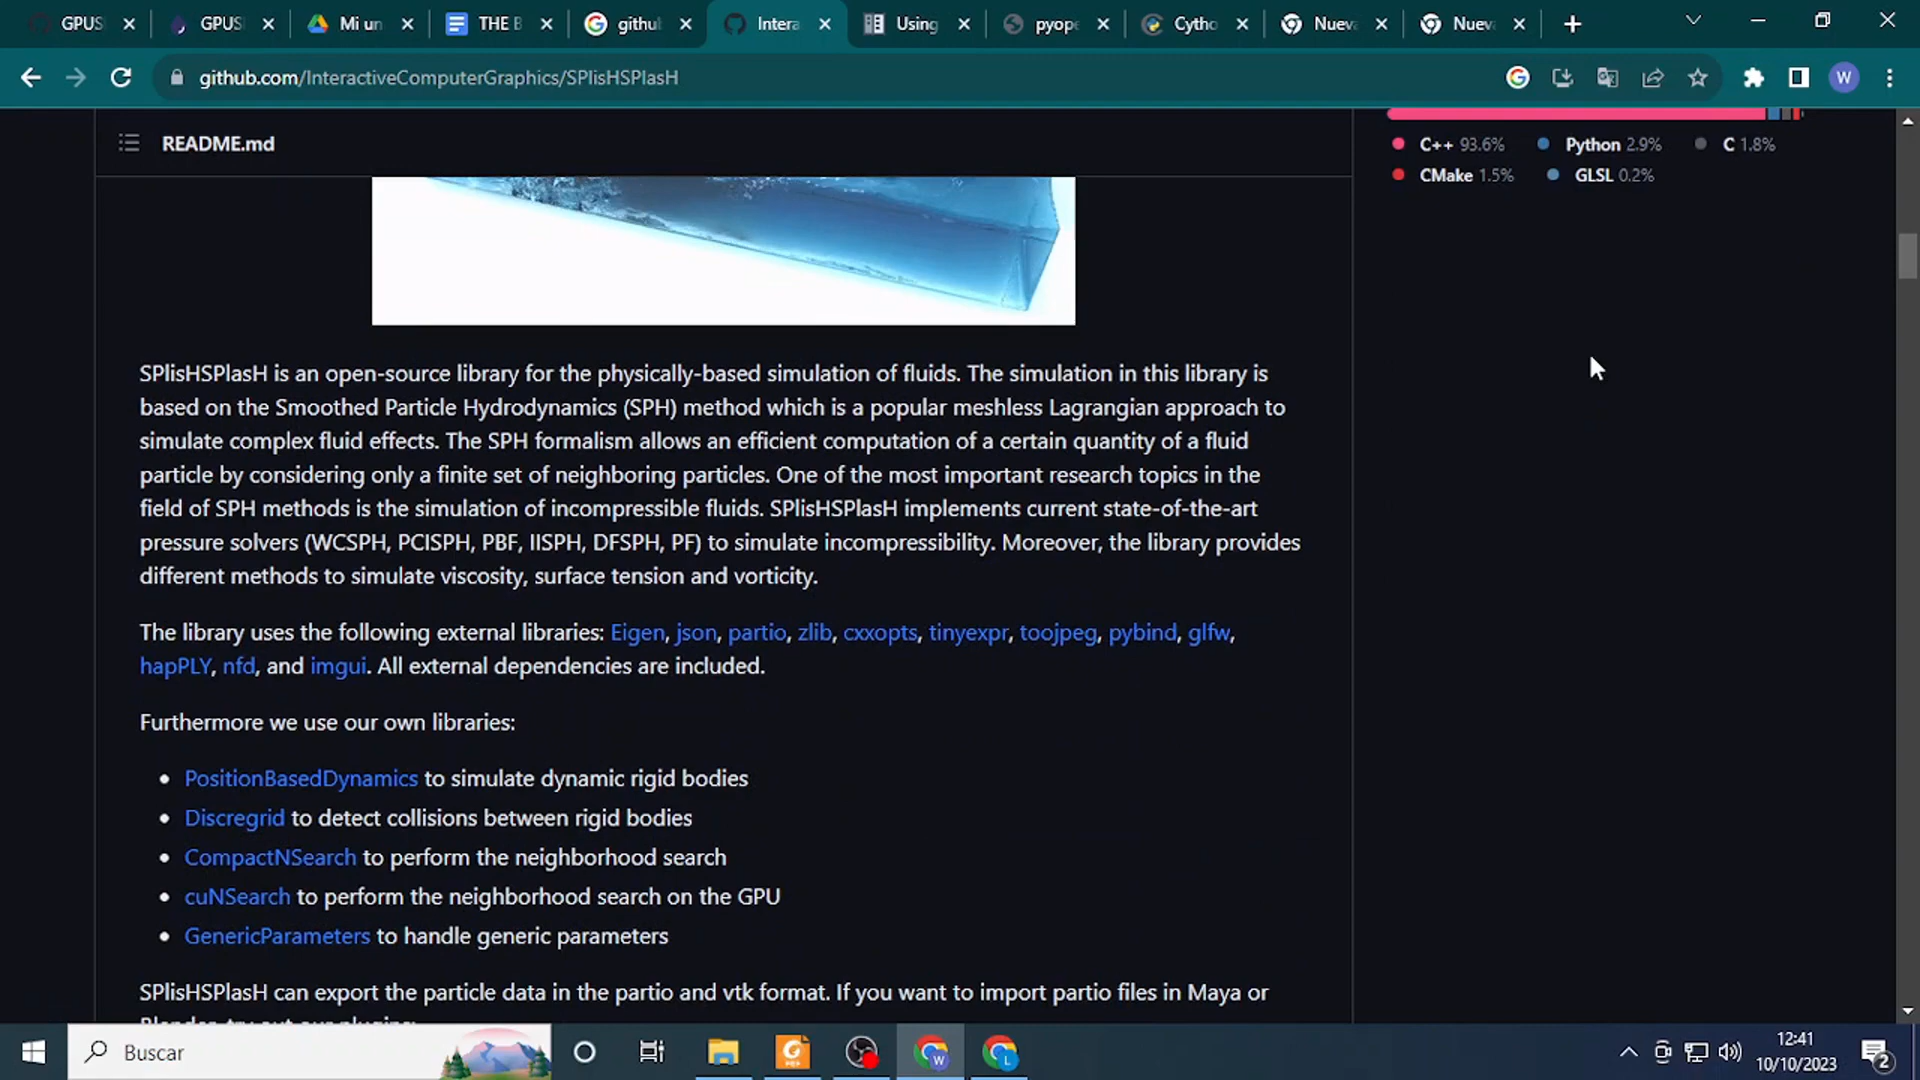 GPUS
GPUS
Mi un
THE B
githu
Intera
Using
pyope
Cytho
Nueva
Nueva
github.com/InteractiveComputerGraphics/SPlisHSPlasH
W
README.md
C++ 93.6% Python 2.9% C 1.8%
CMake 1.5% GLSL 0.2%
SPlisHSPlasH is an open-source library for the physically-based simulation of fluids. The simulation in this library is
based on the Smoothed Particle Hydrodynamics (SPH) method which is a popular meshless Lagrangian approach to
simulate complex fluid effects. The SPH formalism allows an efficient computation of a certain quantity of a fluid
particle by considering only a finite set of neighboring particles. One of the most important research topics in the
field of SPH methods is the simulation of incompressible fluids. SPlisHSPlasH implements current state-of-the-art
pressure solvers (WCSPH, PCISPH, PBF, IISPH, DFSPH, PF) to simulate incompressibility. Moreover, the library provides
different methods to simulate viscosity, surface tension and vorticity.
The library uses the following external libraries: Eigen, json, partio, zlib, cxxopts, tinyexpr, toojpeg, pybind, glfw,
hapPLY, nfd, and imgui. All external dependencies are included.
Furthermore we use our own libraries:
• PositionBasedDynamics to simulate dynamic rigid bodies
• Discregrid to detect collisions between rigid bodies
• CompactNSearch to perform the neighborhood search
• cuNSearch to perform the neighborhood search on the GPU
• GenericParameters to handle generic parameters
SPlisHSPlasH can export the particle data in the partio and vtk format. If you want to import partio files in Maya or
Blender, try out our plugins:
Buscar
12:41
10/10/2023
2